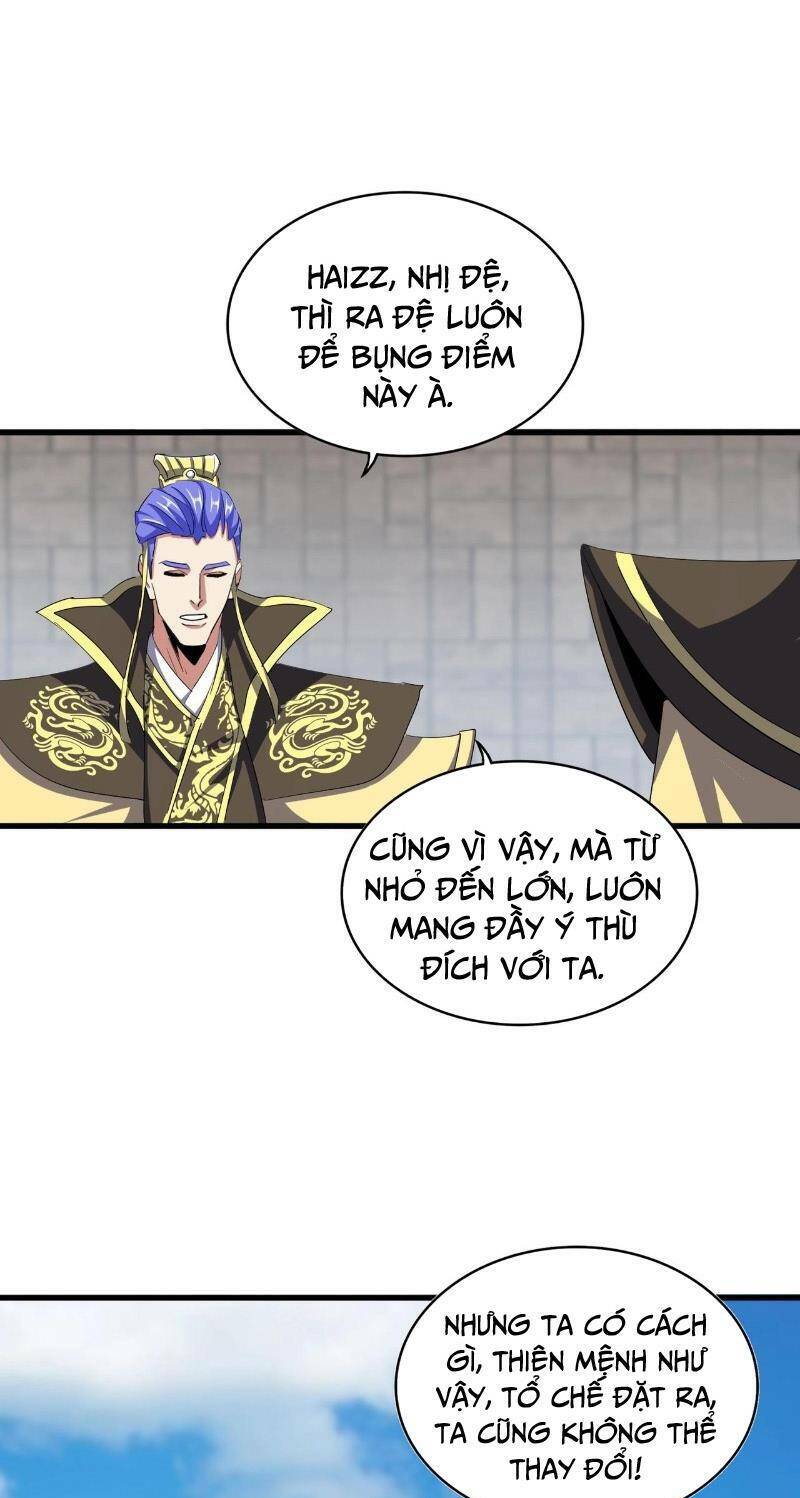 HAIZZ, NHỊ ĐỆ,
THÌ RA ĐỆ LUÔN
ĐỂ BỤNG ĐIỂM
NÀY À.
CŨNG VÌ VẬY, MÀ TỪ
NHỎ ĐẾN LỚN, LUÔN
MANG ĐẦY Ý THÙ
ĐÍCH VỚI TA.
NHƯNG TA CÓ CÁCH
GÌ, THIÊN MỆNH NHƯ
VẬY, TỔ CHẾ ĐẶT RA,
TA CŨNG KHÔNG THỂ
THAY ĐỔI!